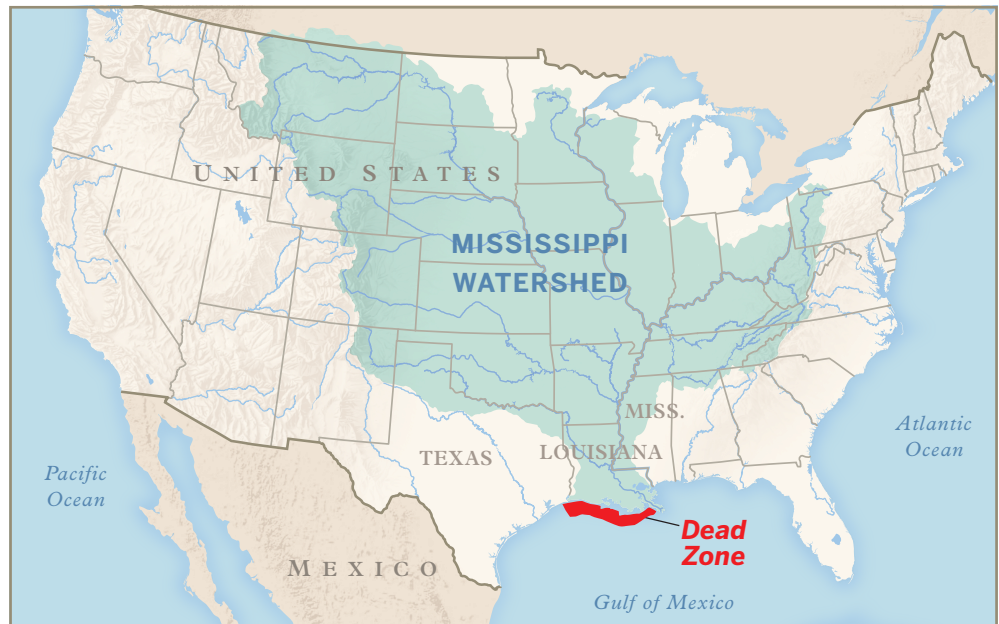 UNITED STATES
MISSISSIPPI
WATERSHED
MISS.
LOUISIANA
TEXAS
Atlantic
Ocean
Pacific
Ocean
Dead
Zone
MEXICO
Gulf of Mexico